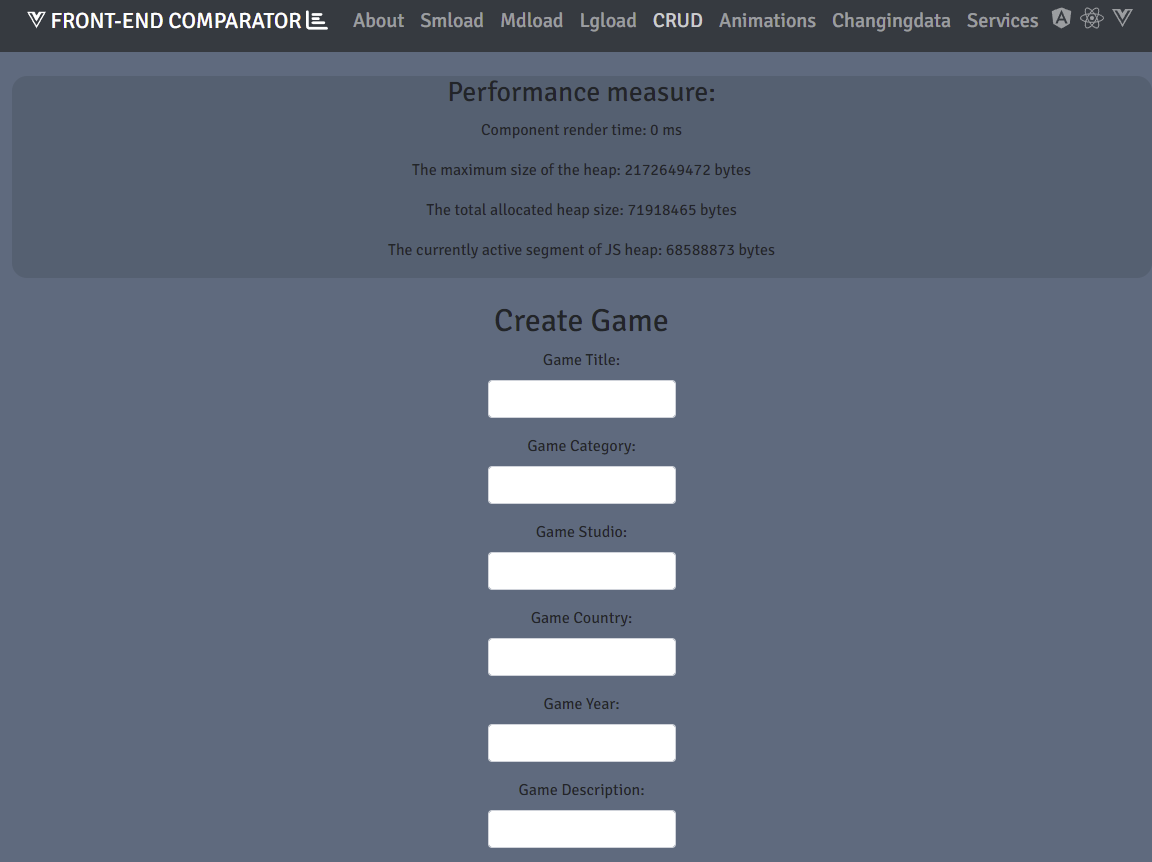 FRONT-END COMPARATOR About Smload Mdload Lgload CRUD Animations Changingdata Services
Performance measure:
Component render time: 0 ms
The maximum size of the heap: 2172649472 bytes
The total allocated heap size: 71918465 bytes
The currently active segment of JS heap: 68588873 bytes
Create Game
Game Title:
Game Category:
Game Studio:
Game Country:
Game Year:
Game Description: